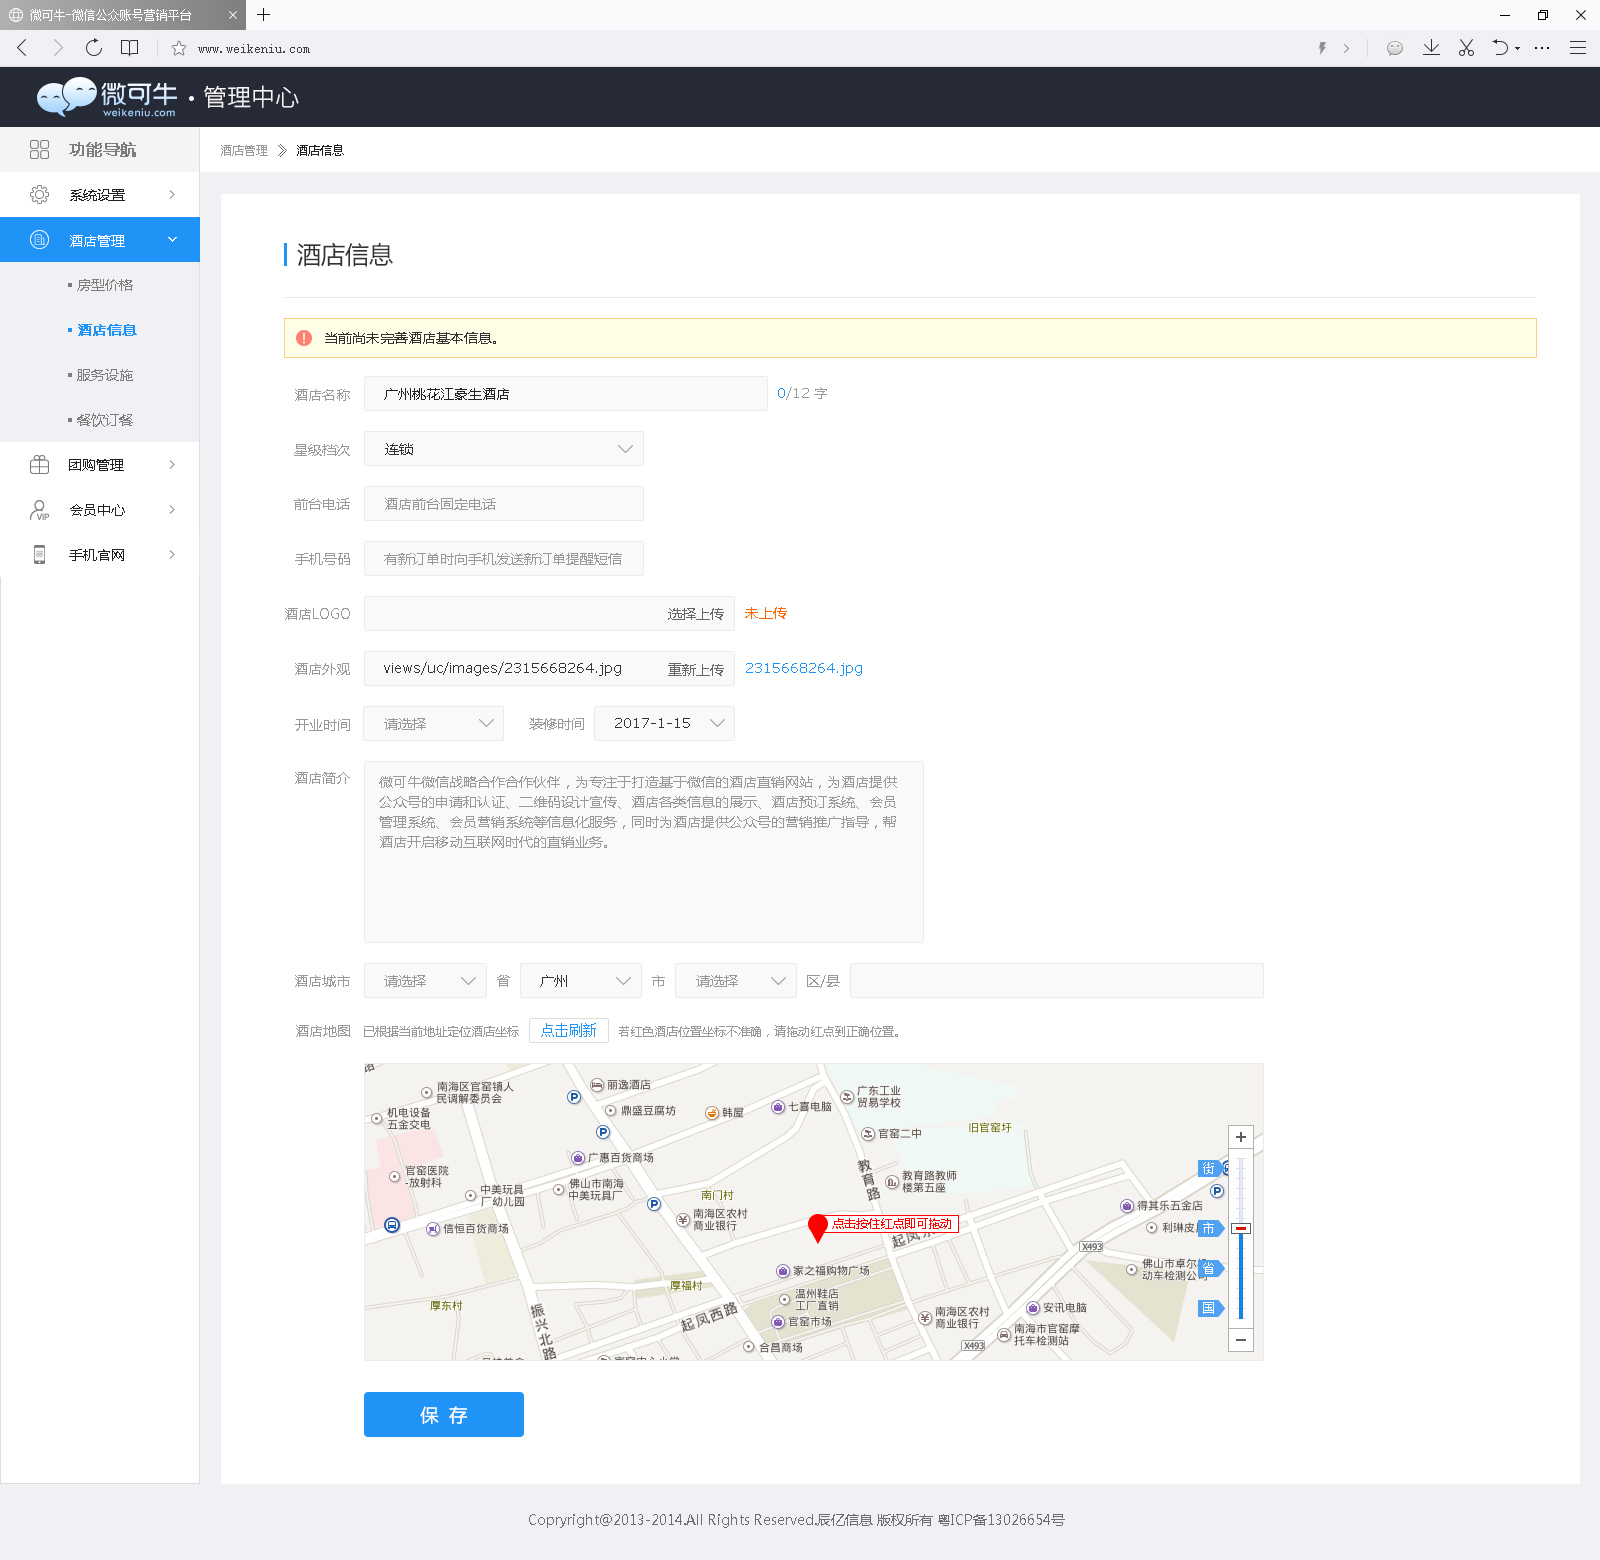 微可牛-微信公众账号营销平台
www.weikeniu.com
微可牛·管理中心
weikeniu.com
功能导航
系统设置
酒店管理
房型价格
酒店信息
服务设施
餐饮订餐
团购管理
会员中心
VIP
手机官网
酒店管理 酒店信息
酒店信息
当前尚未完善酒店基本信息。
酒店名称 广州桃花江豪生酒店 0/12 字
星级档次 连锁
前台电话 酒店前台固定电话
手机号码 有新订单时向手机发送新订单提醒短信
酒店LOGO 选择上传 未上传
酒店外观 views/uc/images/2315668264.jpg 重新上传 2315668264.jpg
开业时间 请选择 装修时间 2017-1-15
酒店简介 微可牛微信战略合作合作伙伴，为专注于打造基于微信的酒店直销网站，为酒店提供
公众号的申请和认证、二维码设计宣传、酒店各类信息的展示、酒店预订系统、会员
管理系统、会员营销系统等信息化服务，同时为酒店提供公众号的营销推广指导，帮
酒店开启移动互联网时代的直销业务。
酒店城市 请选择 省 广州 市 请选择 区/县
酒店地图 已根据当前地址定位酒店坐标 点击刷新 若红色酒店位置坐标不准确，请拖动红点到正确位置。
南海区官窑镇人
民调解委员会
丽逸酒店
机电设备
五金交电
鼎盛豆腐坊
韩屋
七喜电脑
广东工业
贸易学校
官窑二中
旧官窑圩
官窑医院
-放射科
广惠百货商场
中美玩具
厂幼儿园
佛山市南海
中美玩具厂
南门村
教育路
教育路教师
楼第五座
南海区农村
商业银行
信恒百货商场
点击按住红点即可拖动
得其乐五金店
利琳皮
X493
家之福购物广场
佛山市卓尔
动车检测公
厚福村
温州鞋店
工厂直销
官窑市场
厚东村
振兴北路
起凤西路
南海区农村
商业银行
安讯电脑
南海市官窑摩
托车检测站
X493
合昌商场
街
市
省
国
保 存
Copryright@2013-2014.All Rights Reserved.辰亿信息 版权所有 粤ICP备13026654号